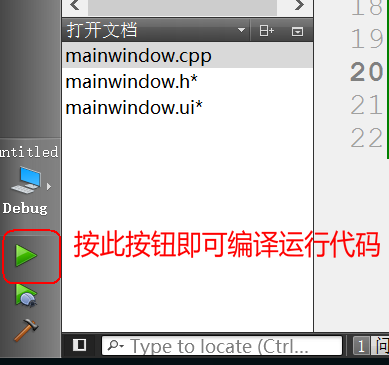 打开文档
mainwindow.cpp
mainwindow.h*
mainwindow.ui*
18
19
20
21
22
untitled
Debug
按此按钮即可编译运行代码
Type to locate (Ctrl...
1 问